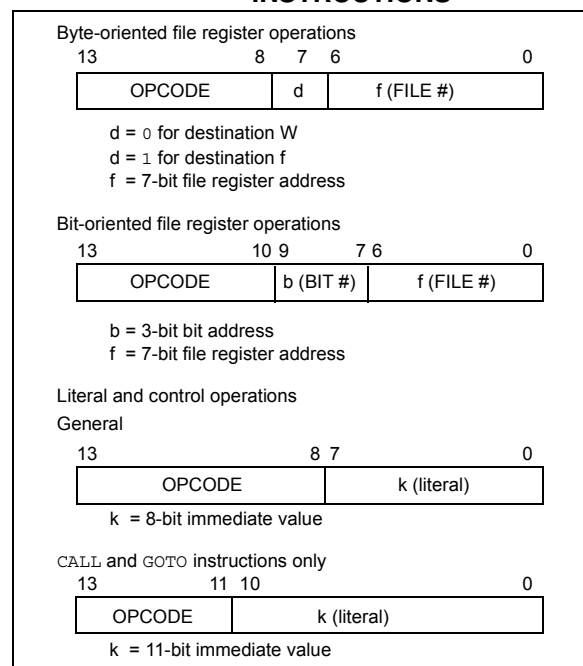 INSTRUCTIONS
Byte-oriented file register operations
13 8 7 6 0
OPCODE d f (FILE #)
d = 0 for destination W
d = 1 for destination f
f = 7-bit file register address
Bit-oriented file register operations
13 10 9 7 6 0
OPCODE b (BIT #) f (FILE #)
b = 3-bit bit address
f = 7-bit file register address
Literal and control operations
General
13 8 7 0
OPCODE k (literal)
k = 8-bit immediate value
CALL and GOTO instructions only
13 11 10 0
OPCODE k (literal)
k = 11-bit immediate value